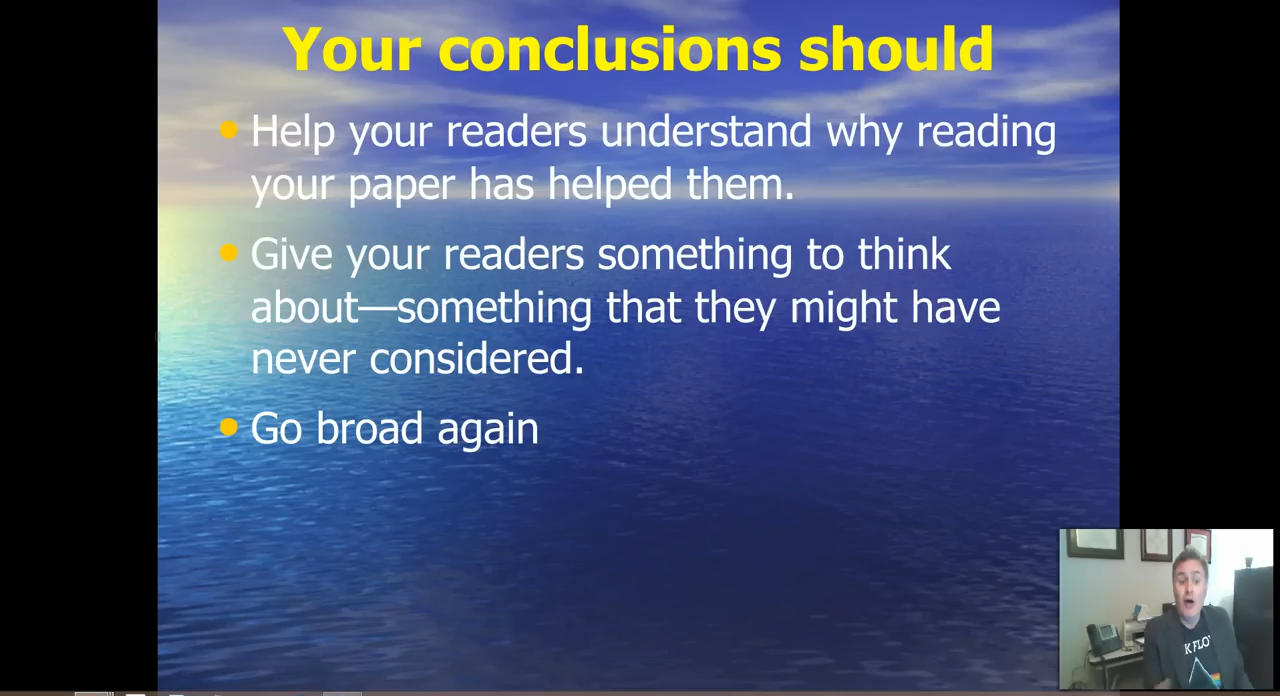 Your conclusions should
• Help your readers understand why reading
your paper has helped them.
• Give your readers something to think
about—something that they might have
never considered.
• Go broad again
K FLO